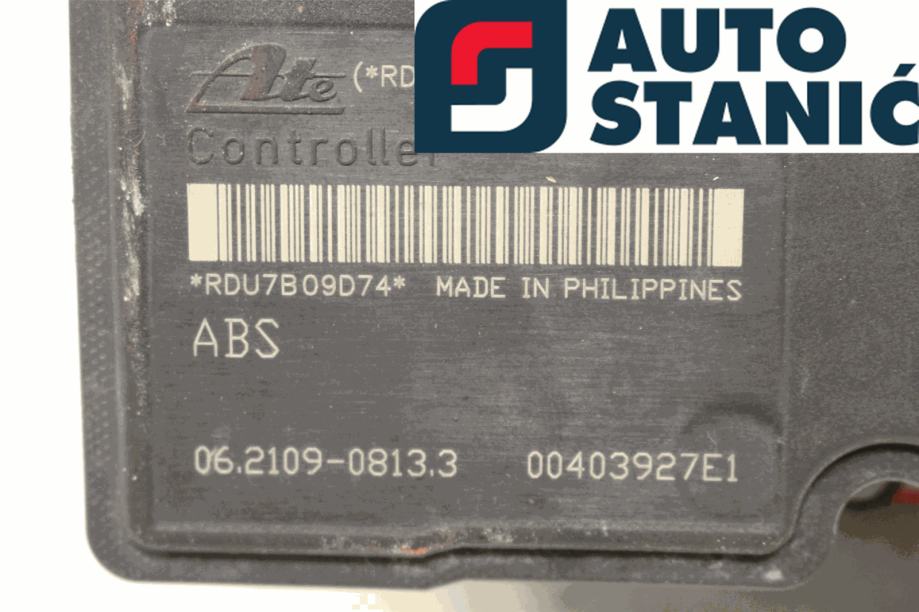 Ate (*RD
AUTO
STANIĆ
Controller
*RDU7B09D74* MADE IN PHILIPPINES
ABS
06.2109-0813.3 00403927E1